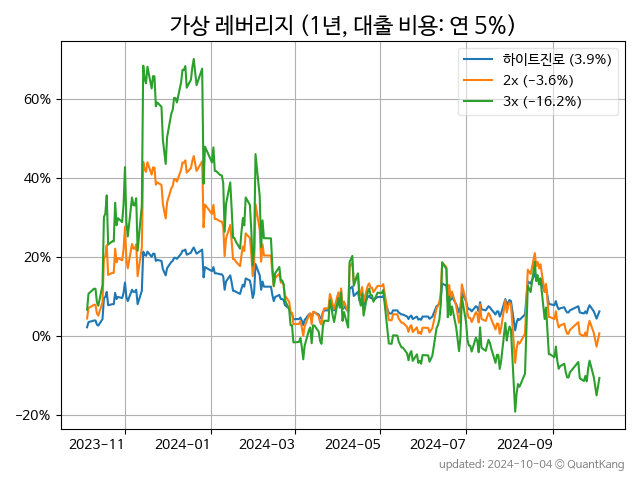 가상 레버리지 (1년, 대출 비용: 연 5%)
하이트진로 (3.9%)
2x (−3.6%)
3x (−16.2%)
60%
40%
20%
0%
−20%
2023-11
2024-01
2024-03
2024-05
2024-07
2024-09
updated: 2024-10-04 © QuantKang